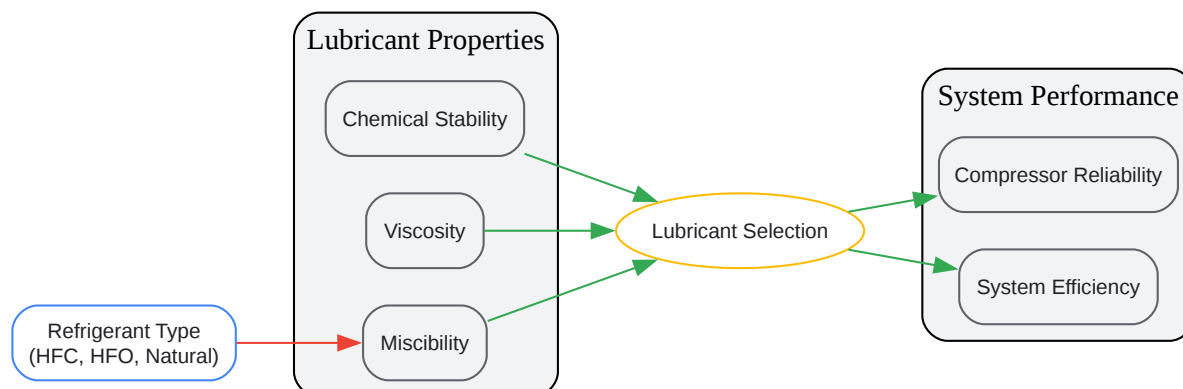 Lubricant Properties
Chemical Stability
Viscosity
Miscibility
Refrigerant Type
(HFC, HFO, Natural)
Lubricant Selection
System Performance
Compressor Reliability
System Efficiency